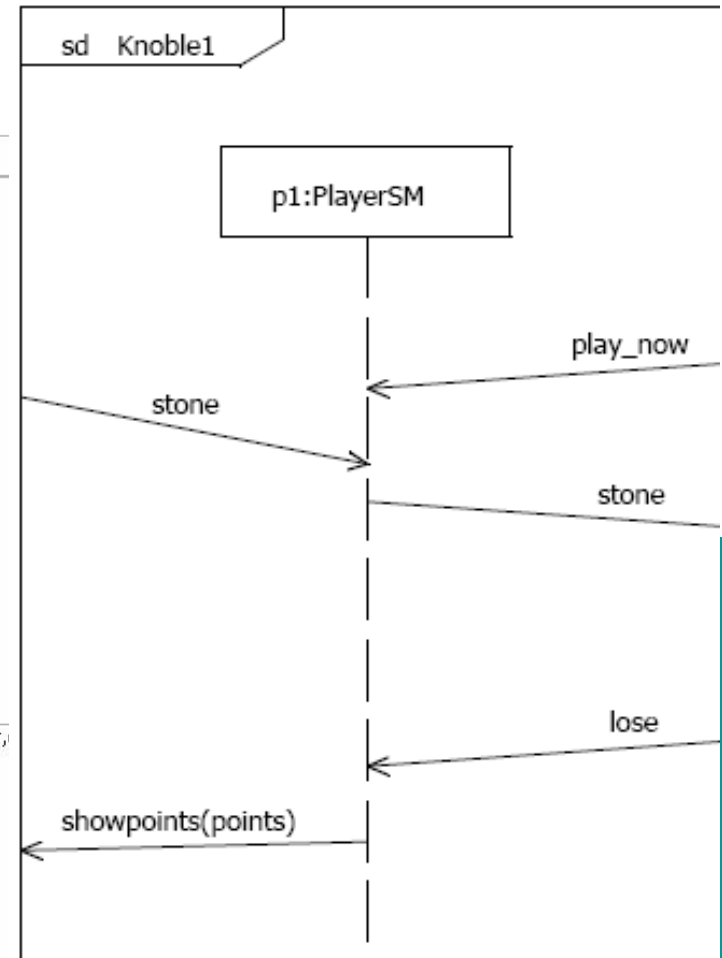 sd Knoble1
p1:PlayerSM
play_now
stone
stone
lose
showpoints(points)